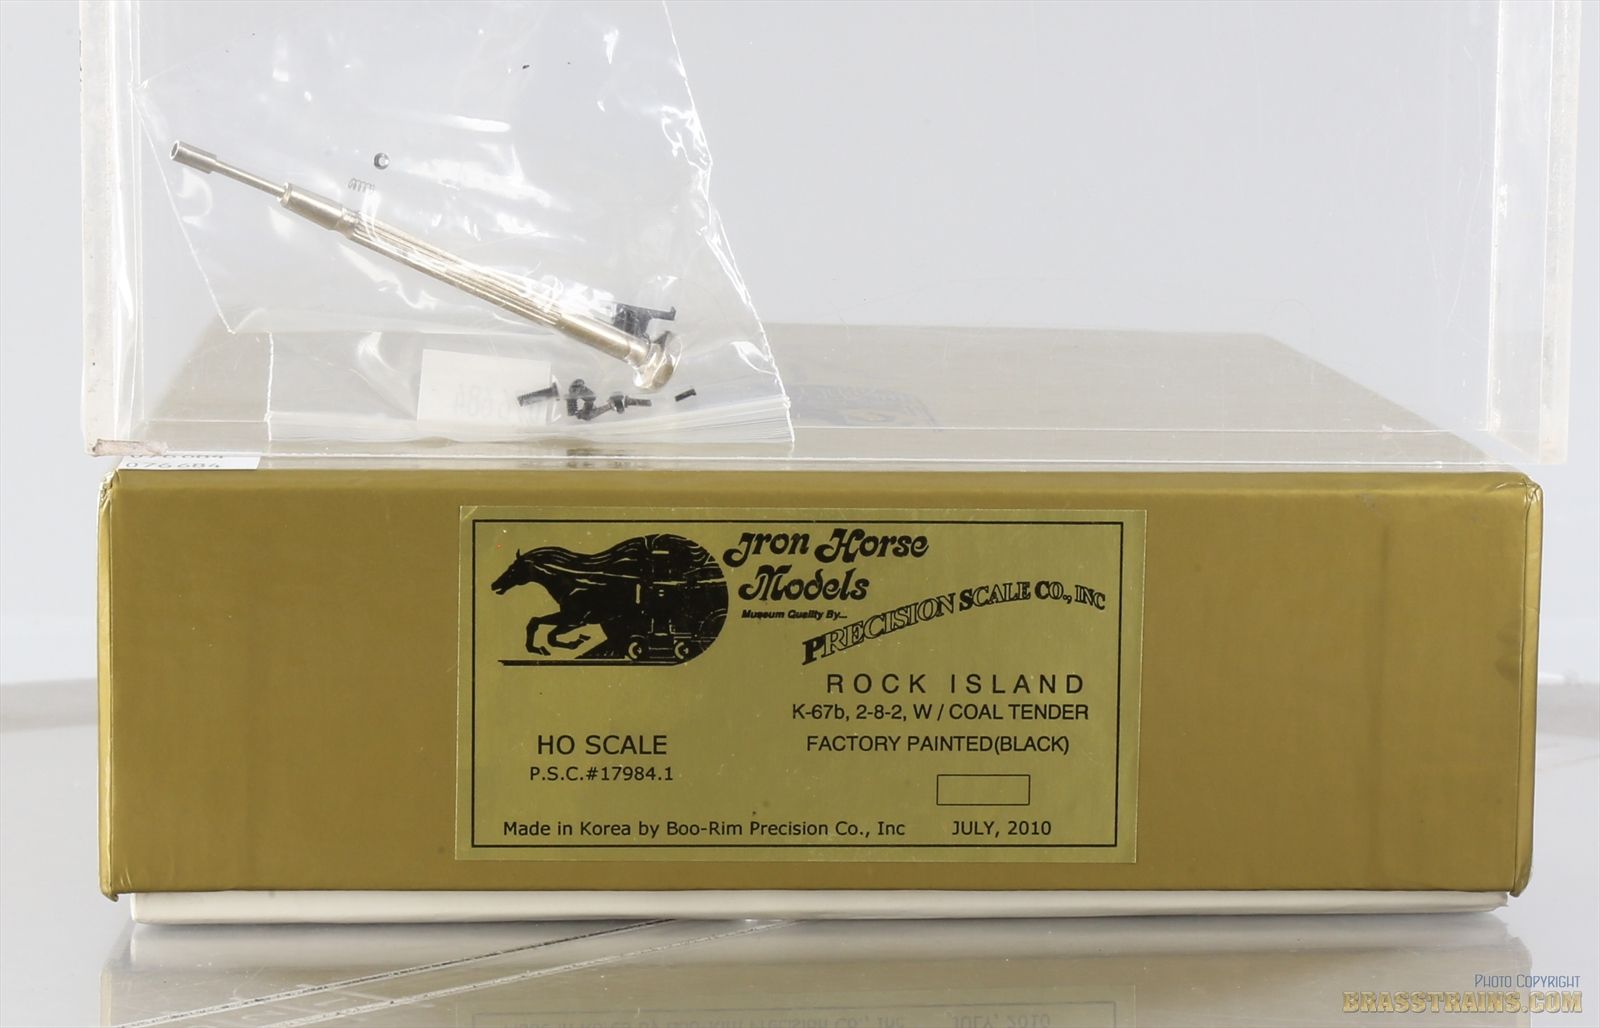 076684
Iron Horse
Models
Museum Quality By...
PRECISION SCALE CO., INC
ROCK ISLAND
K-67b, 2-8-2, W / COAL TENDER
HO SCALE
FACTORY PAINTED(BLACK)
P.S.C.#17984.1
Made in Korea by Boo-Rim Precision Co., Inc
JULY, 2010
PHOTO COPYRIGHT
BRASSTRAINS.COM